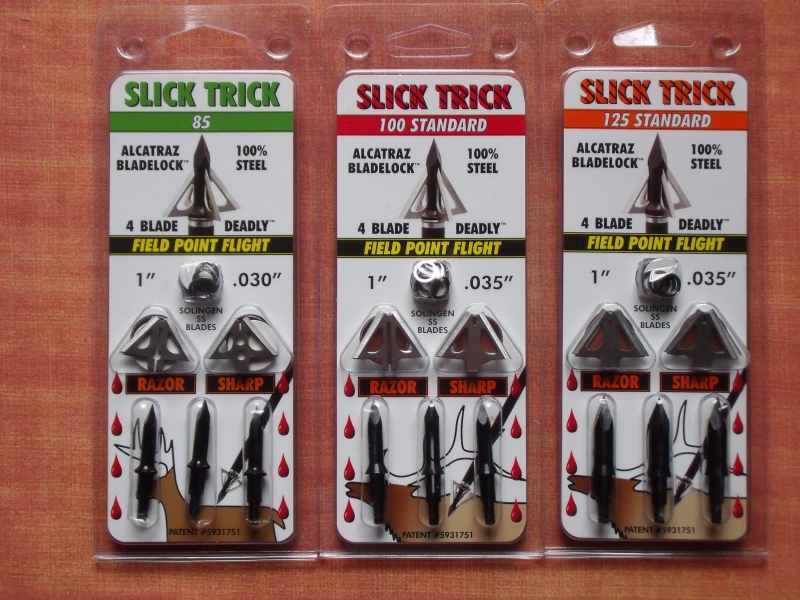 SLICK TRICK
85
ALCATRAZ BLADELOCK™
100% STEEL
4 BLADE DEADLY™
FIELD POINT FLIGHT
1" .030"
SOLINGEN
SS
BLADES
RAZOR SHARP
PATENT #5931751
SLICK TRICK
100 STANDARD
ALCATRAZ BLADELOCK™
100% STEEL
4 BLADE DEADLY™
FIELD POINT FLIGHT
1" .035"
SOLINGEN
SS
BLADES
RAZOR SHARP
PATENT #5931751
SLICK TRICK
125 STANDARD
ALCATRAZ BLADELOCK™
100% STEEL
4 BLADE DEADLY™
FIELD POINT FLIGHT
1" .035"
SOLINGEN
SS
BLADES
RAZOR SHARP
PATENT #5931751